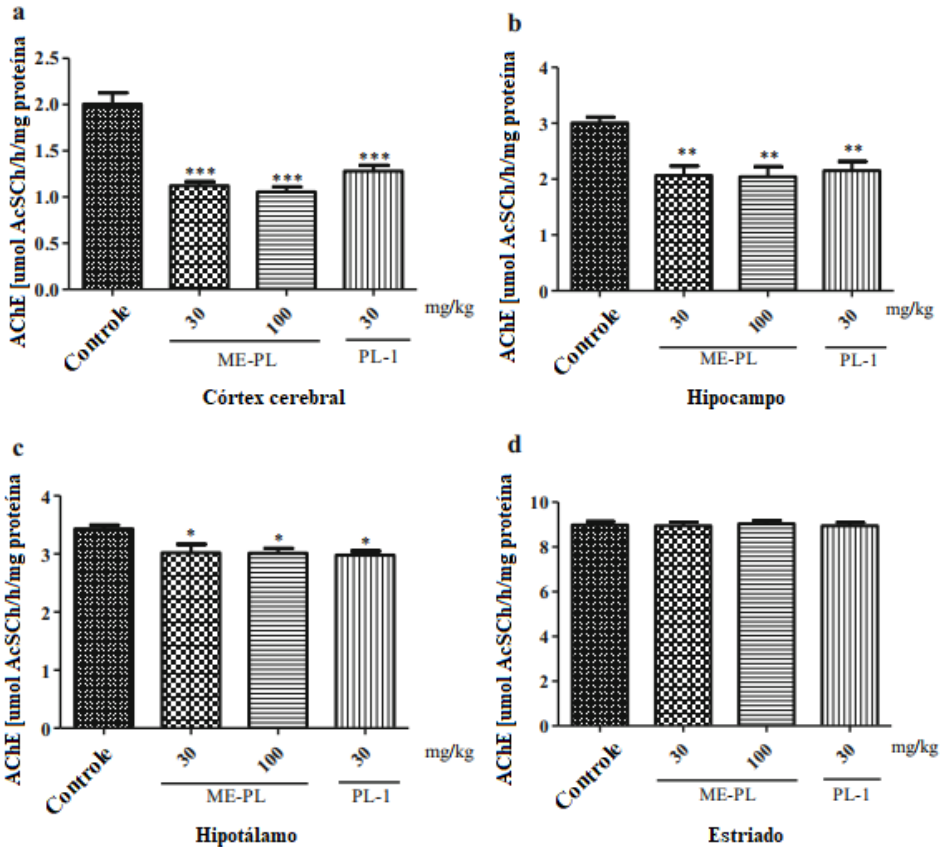 a
AChE [umol AcSCh/h/mg proteína
2.5
2.0
1.5
1.0
0.5
0.0
***
***
***
Controle
30
100
30
mg/kg
ME-PL
PL-1
Córtex cerebral
b
AChE [umol AcSCh/h/mg proteína
4
3
2
1
0
**
**
**
Controle
30
100
30
mg/kg
ME-PL
PL-1
Hipocampo
c
AChE [umol AcSCh/h/mg proteína
4
3
2
1
0
*
*
*
Controle
30
100
30
mg/kg
ME-PL
PL-1
Hipotálamo
d
AChE [umol AcSCh/h/mg proteína
10
8
6
4
2
0
Controle
30
100
30
mg/kg
ME-PL
PL-1
Estriado